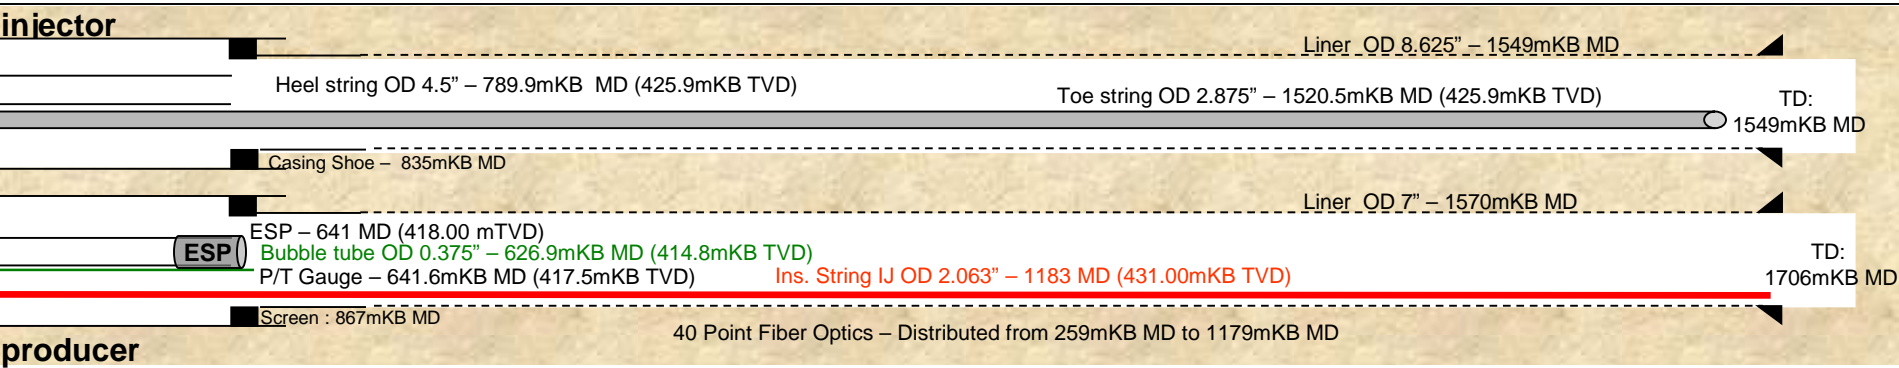 injector
Liner OD 8.625” – 1549mKB MD
Heel string OD 4.5” – 789.9mKB MD (425.9mKB TVD)
Toe string OD 2.875” – 1520.5mKB MD (425.9mKB TVD)
TD:
1549mKB MD
Casing Shoe – 835mKB MD
Liner OD 7” – 1570mKB MD
ESP – 641 MD (418.00 mTVD)
ESP
Bubble tube OD 0.375” – 626.9mKB MD (414.8mKB TVD)
P/T Gauge – 641.6mKB MD (417.5mKB TVD)
Ins. String IJ OD 2.063” – 1183 MD (431.00mKB TVD)
TD:
1706mKB MD
Screen : 867mKB MD
40 Point Fiber Optics – Distributed from 259mKB MD to 1179mKB MD
producer